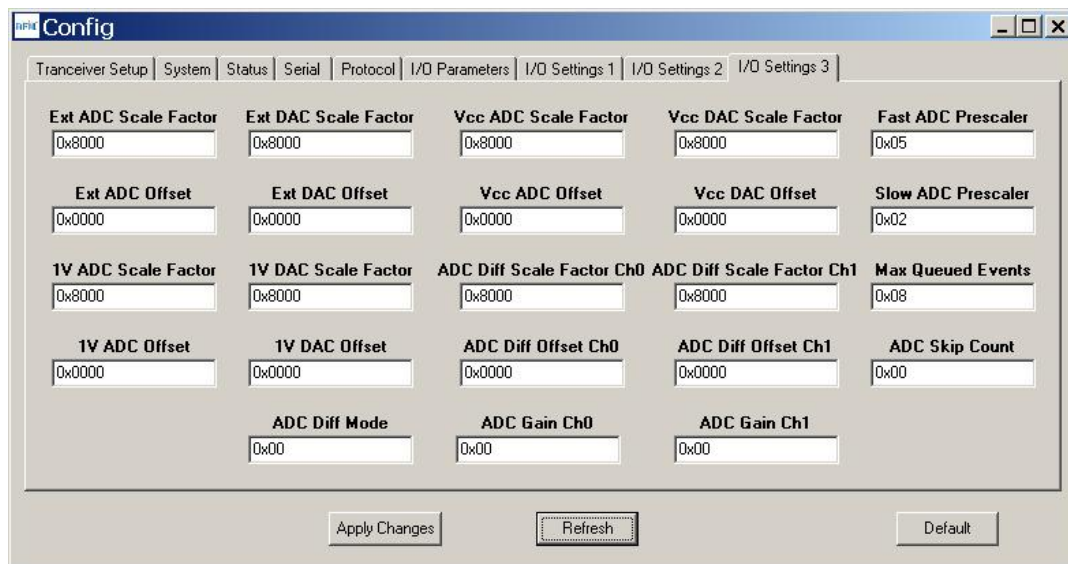 Config
Tranceiver Setup System Status Serial Protocol I/O Parameters I/O Settings 1 I/O Settings 2 I/O Settings 3
Ext ADC Scale Factor Ext DAC Scale Factor Vcc ADC Scale Factor Vcc DAC Scale Factor Fast ADC Prescaler
0x8000 0x8000 0x8000 0x8000 0x05
Ext ADC Offset Ext DAC Offset Vcc ADC Offset Vcc DAC Offset Slow ADC Prescaler
0x0000 0x0000 0x0000 0x0000 0x02
1V ADC Scale Factor 1V DAC Scale Factor ADC Diff Scale Factor Ch0 ADC Diff Scale Factor Ch1 Max Queued Events
0x8000 0x8000 0x8000 0x8000 0x08
1V ADC Offset 1V DAC Offset ADC Diff Offset Ch0 ADC Diff Offset Ch1 ADC Skip Count
0x0000 0x0000 0x0000 0x0000 0x00
ADC Diff Mode ADC Gain Ch0 ADC Gain Ch1
0x00 0x00 0x00
Apply Changes Refresh Default